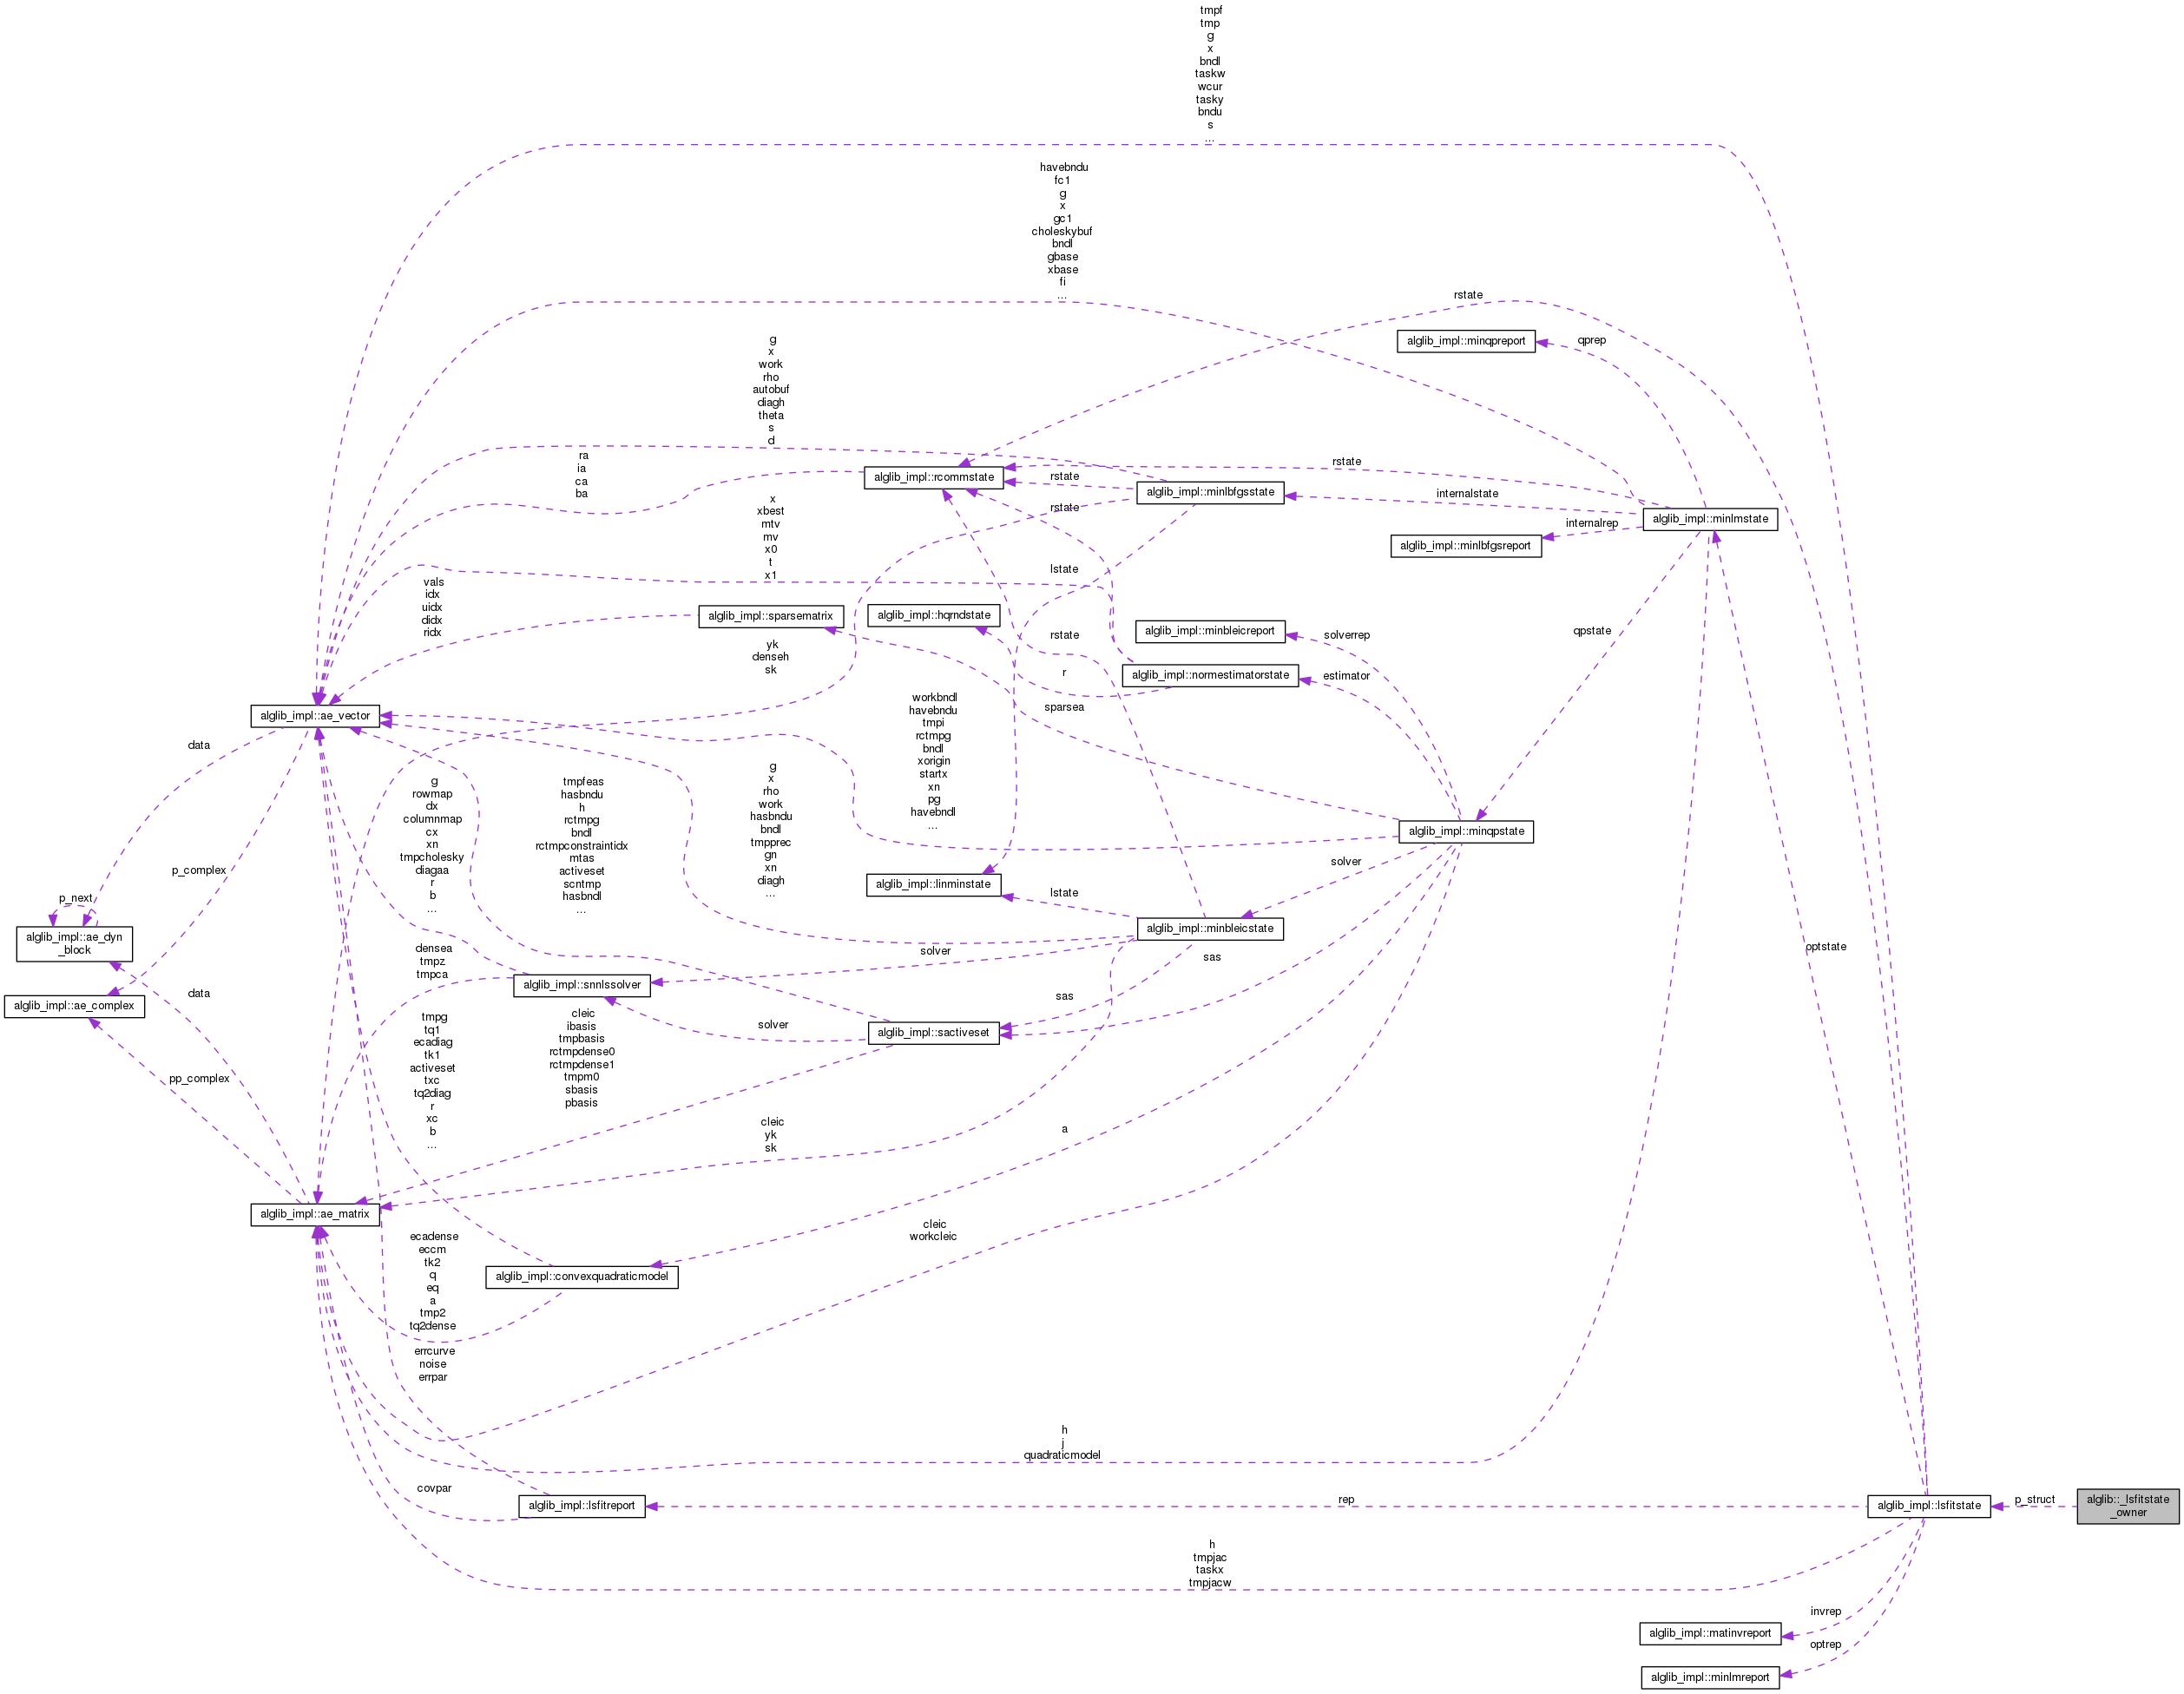 tmpf
tmp
g
x
bndl
taskw
wcur
tasky
bndu
s
...
havebndu
fc1
g
x
gc1
choleskybuf
bndl
gbase
xbase
fi
...
rstate
alglib_impl::minqpreport
qprep
g
x
work
rho
autobuf
diagh
theta
s
d
ra
ia
ca
ba
alglib_impl::rcommstate
rstate
rstate
alglib_impl::minlbfgsstate
internalstate
alglib_impl::minlmstate
internalrep
alglib_impl::minlbfgsreport
rstate
x
xbest
mtv
mv
x0
t
x1
lstate
vals
idx
uidx
didx
ridx
alglib_impl::sparsematrix
alglib_impl::hqrndstate
alglib_impl::minbleicreport
solverrep
qpstate
rstate
yk
denseh
sk
r
alglib_impl::normestimatorstate
estimator
sparsea
alglib_impl::ae_vector
workbndl
havebndu
tmpi
rctmpg
bndl
xorigin
startx
xn
pg
havebndl
...
data
g
rowmap
dx
columnmap
cx
xn
tmpcholesky
diagaa
r
b
...
tmpfeas
hasbndu
h
rctmpg
bndl
rctmpconstraintidx
mtas
activeset
scntmp
hasbndl
...
g
x
rho
work
hasbndu
bndl
tmpprec
gn
xn
diagh
...
alglib_impl::minqpstate
solver
p_complex
alglib_impl::linminstate
lstate
p_next
alglib_impl::ae_dyn
_block
alglib_impl::minbleicstate
solver
sas
optstate
densea
tmpz
tmpca
alglib_impl::snnlssolver
data
sas
alglib_impl::ae_complex
solver
alglib_impl::sactiveset
cleic
ibasis
tmpbasis
rctmpdense0
rctmpdense1
tmpm0
sbasis
pbasis
tmpg
tq1
ecadiag
tk1
activeset
txc
tq2diag
r
xc
b
...
pp_complex
cleic
yk
sk
a
alglib_impl::ae_matrix
cleic
workcleic
ecadense
eccm
tk2
q
eq
a
tmp2
tq2dense
alglib_impl::convexquadraticmodel
errcurve
noise
errpar
h
j
quadraticmodel
covpar
alglib_impl::lsfitreport
rep
alglib_impl::lsfitstate
p_struct
alglib::_lsfitstate
_owner
h
tmpjac
taskx
tmpjacw
invrep
alglib_impl::matinvreport
optrep
alglib_impl::minlmreport